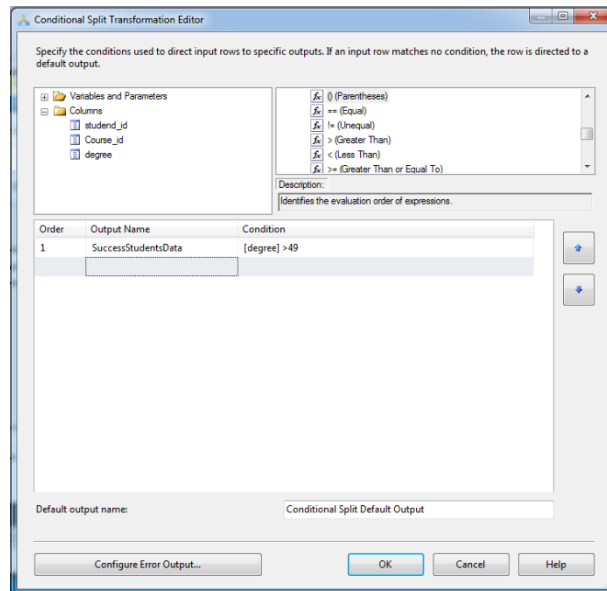 Conditional Split Transformation Editor
Specify the conditions used to direct input rows to specific outputs. If an input row matches no condition, the row is directed to a
default output.
Variables and Parameters
Columns
studend_id
Course_id
degree
() (Parentheses)
== (Equal)
!= (Unequal)
> (Greater Than)
< (Less Than)
>= (Greater Than or Equal To)
Description:
Identifies the evaluation order of expressions.
Order Output Name Condition
1 SuccessStudentsData [degree] >49
Default output name: Conditional Split Default Output
Configure Error Output... OK Cancel Help